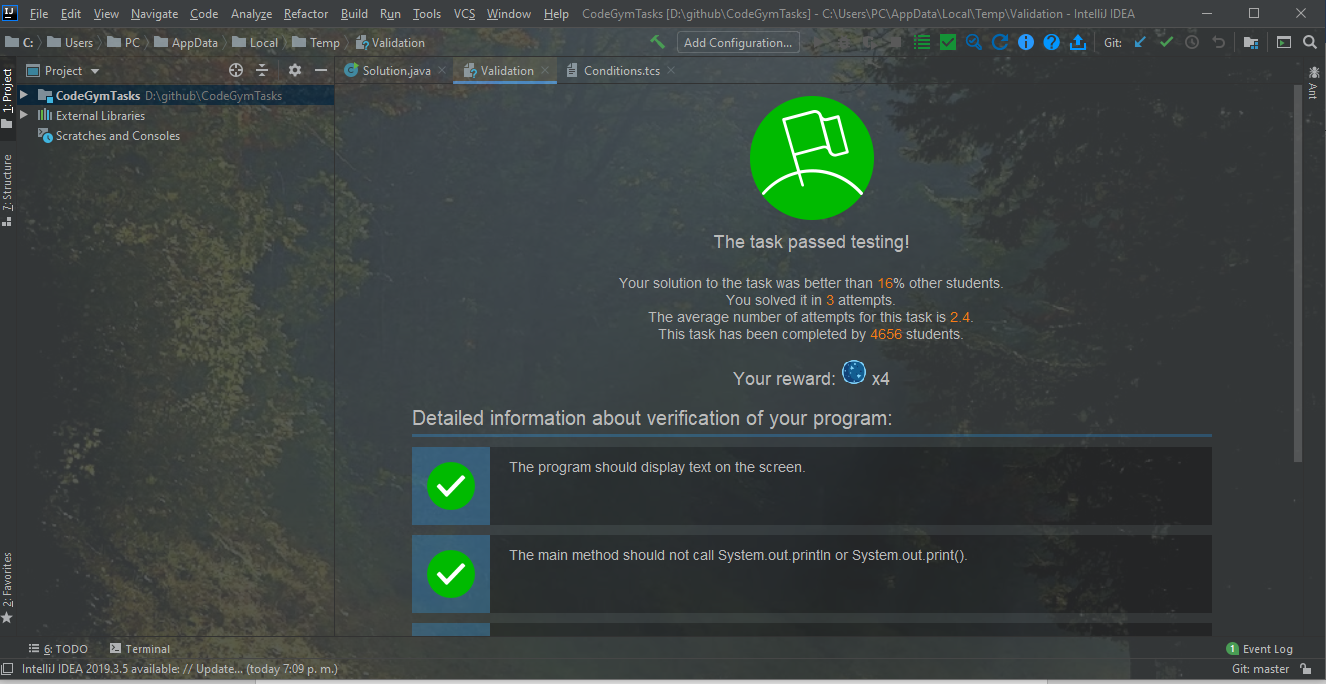 IJ File Edit View Navigate Code Analyze Refactor Build Run Tools VCS Window Help CodeGymTasks [D:\github\CodeGymTasks] - C:\Users\PC\AppData\Local\Temp\Validation - IntelliJ IDEA
C: Users PC AppData Local Temp Validation Add Configuration... Git:
Project Solution.java Validation Conditions.tcs
1: Project
7: Structure
2: Favorites
Ant
CodeGymTasks D:\github\CodeGymTasks
External Libraries
Scratches and Consoles
The task passed testing!
Your solution to the task was better than 16% other students.
You solved it in 3 attempts.
The average number of attempts for this task is 2.4.
This task has been completed by 4656 students.
Your reward: x4
Detailed information about verification of your program:
The program should display text on the screen.
The main method should not call System.out.println or System.out.print().
6: TODO Terminal 1 Event Log
IntelliJ IDEA 2019.3.5 available: // Update... (today 7:09 p. m.) Git: master